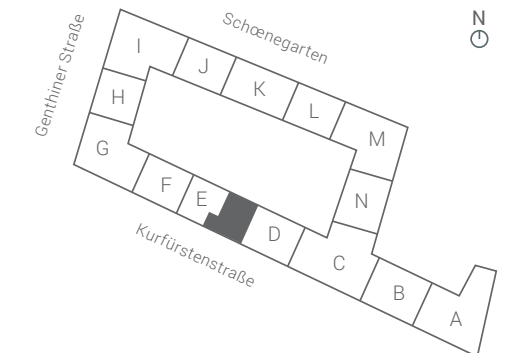 N
Schœnegarten
Genthiner Straße
I
J
K
L
M
H
G
N
F
E
D
C
B
A
Kurfürstenstraße